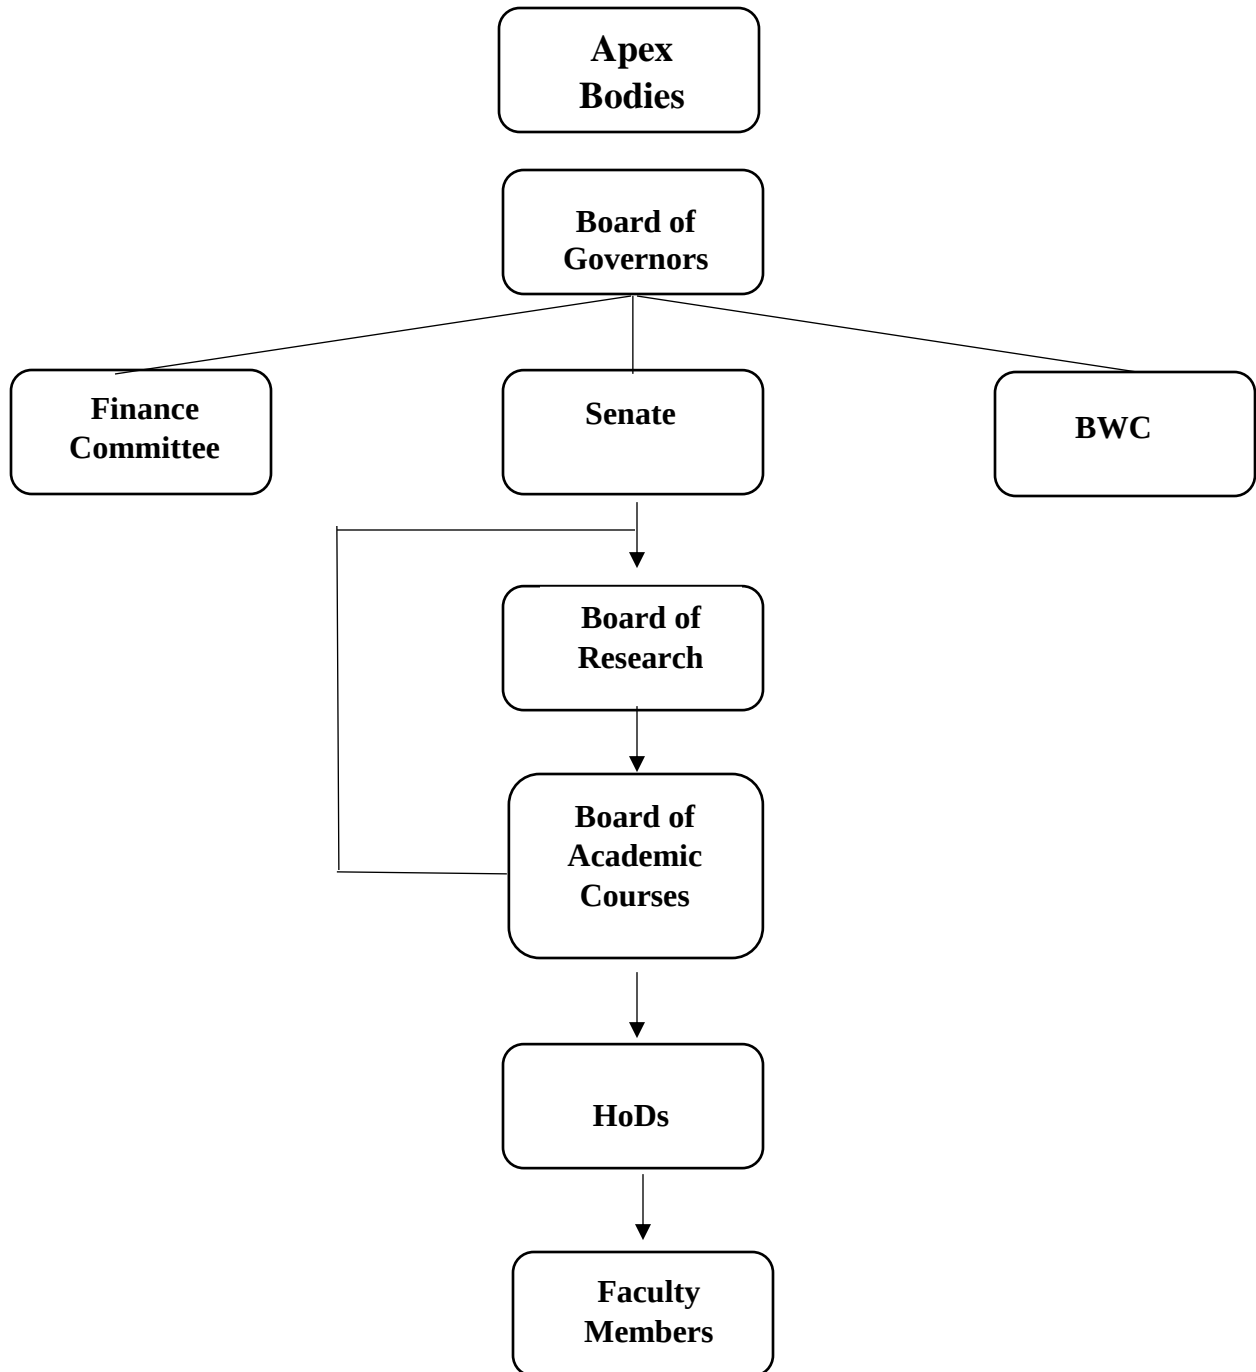 Apex
Bodies
Board of
Governors
Finance
Committee
Senate
BWC
Board of
Research
Board of
Academic
Courses
HoDs
Faculty
Members